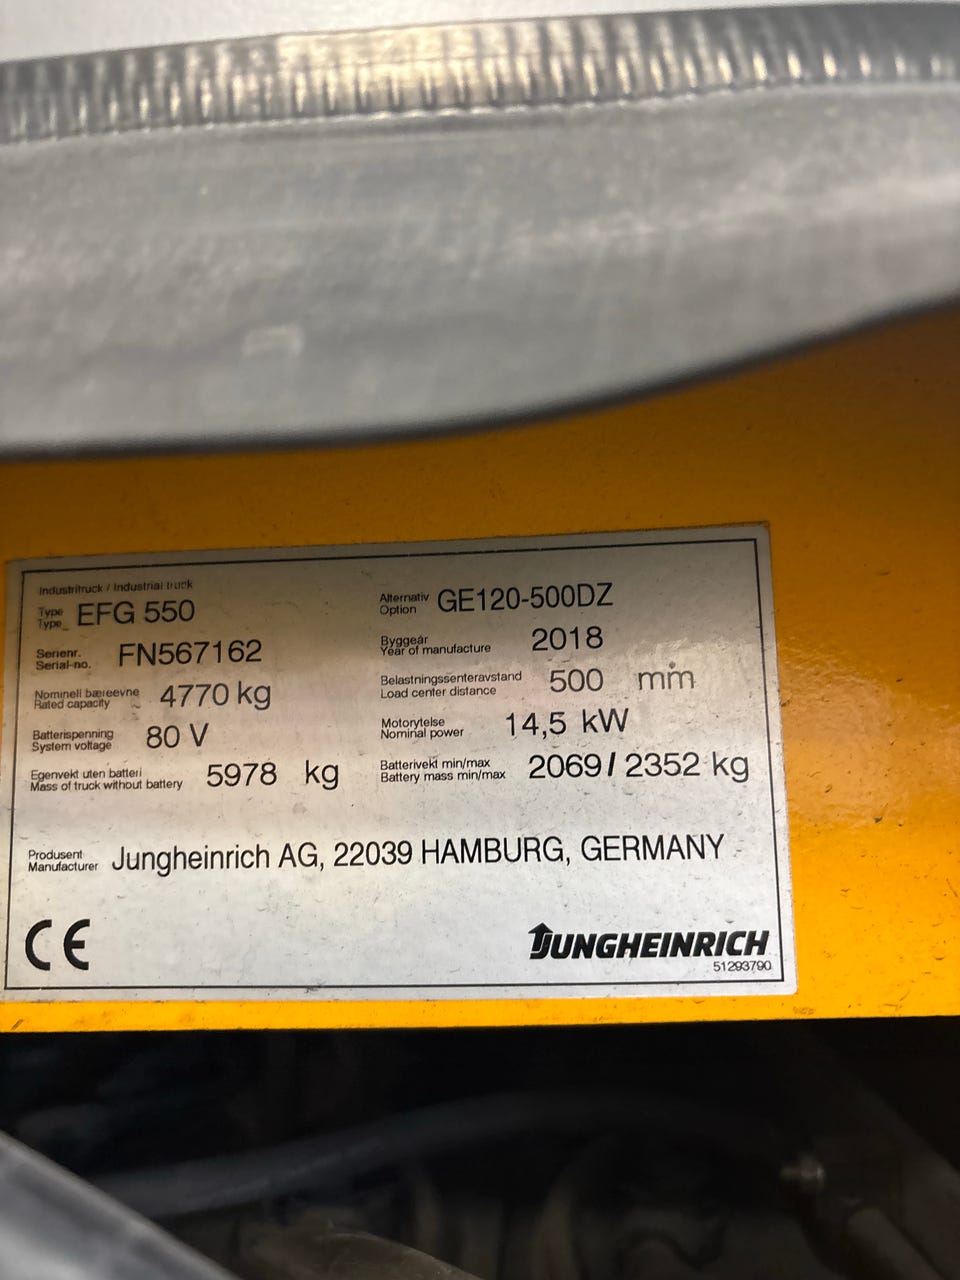 Industritruck / Industrial truck
Type EFG 550 Alternativ GE120-500DZ
Type_ Option
Serienr. FN567162 Byggeår 2018
Serial-no. Year of manufacture
Nominell bæreevne 4770 kg Belastningssenteravstand 500 mm
Rated capacity Load center distance
Batterispenning 80 V Motorytelse 14,5 kW
System voltage Nominal power
Egenvekt uten batteri 5978 kg Batterivekt min/max 2069 / 2352 kg
Mass of truck without battery Battery mass min/max
Produsent Jungheinrich AG, 22039 HAMBURG, GERMANY
Manufacturer
CE JUNGHEINRICH
51293790